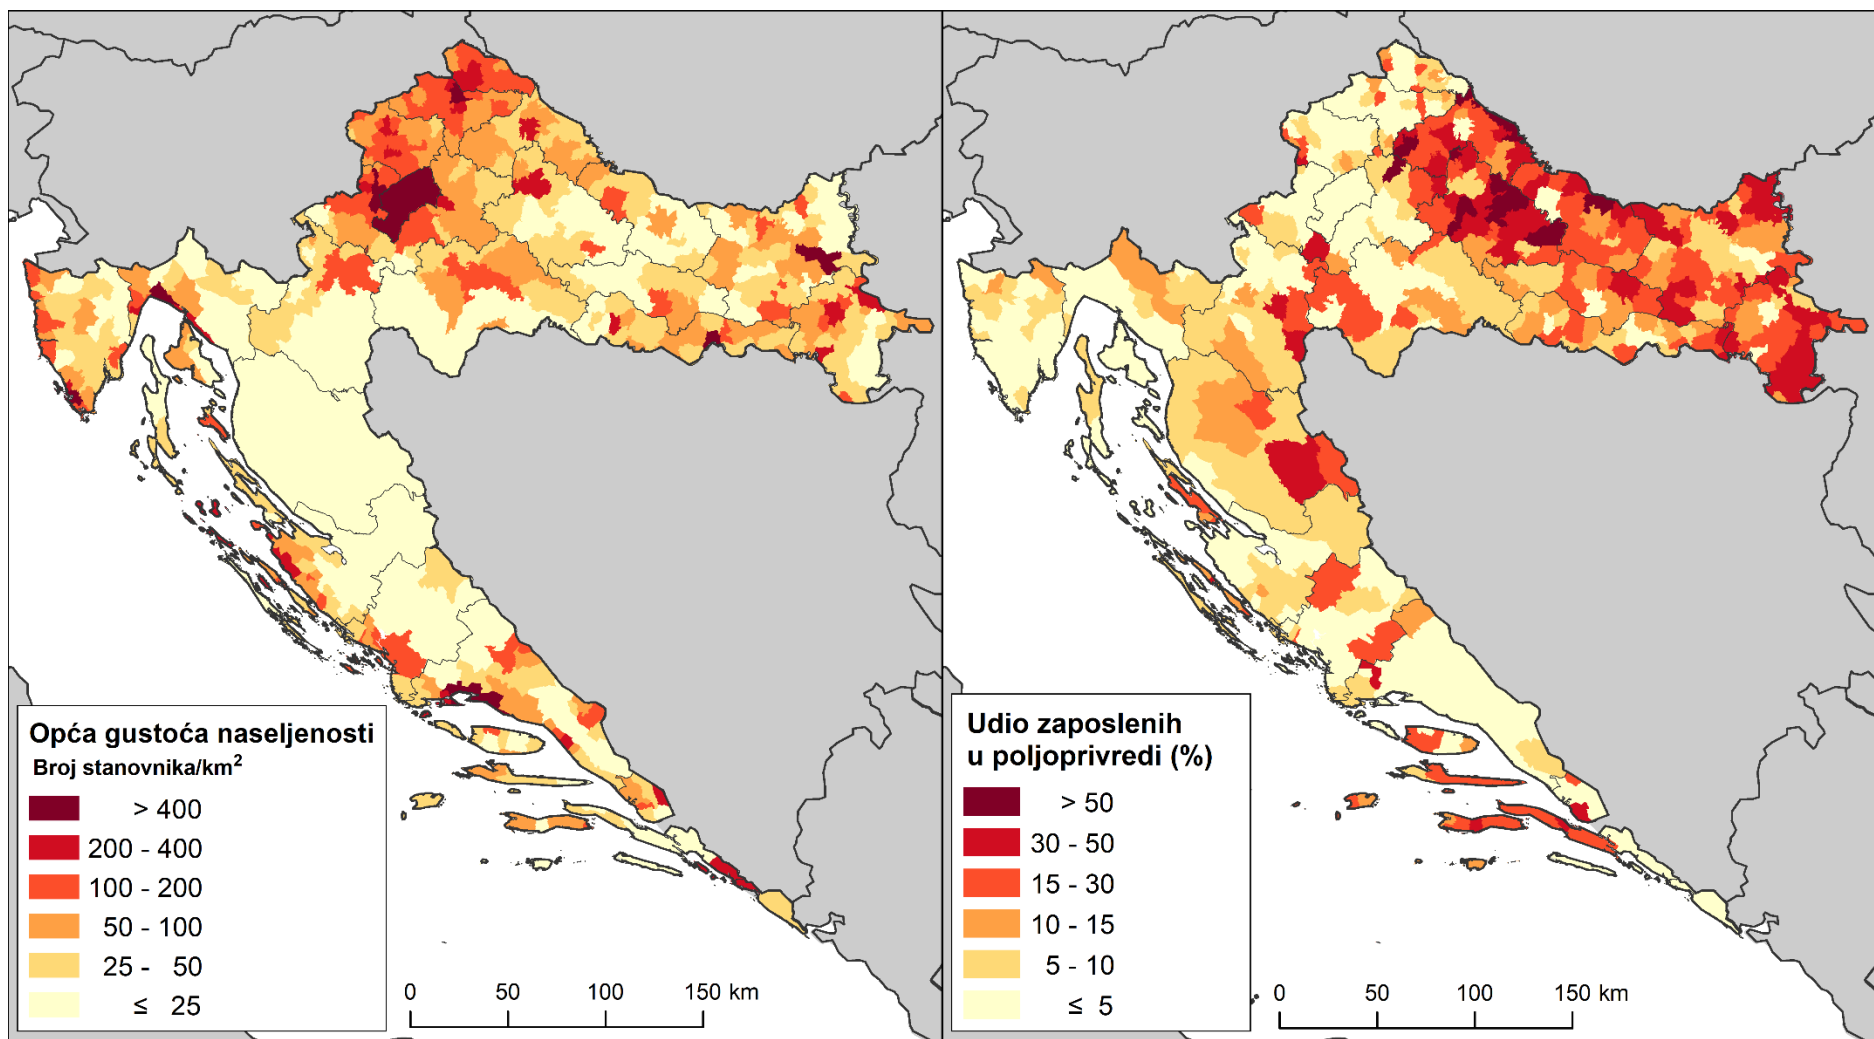 Opća gustoća naseljenosti
Broj stanovnika/km²
> 400
200 - 400
100 - 200
50 - 100
25 - 50
≤ 25
0 50 100 150 km
Udio zaposlenih
u poljoprivredi (%)
> 50
30 - 50
15 - 30
10 - 15
5 - 10
≤ 5
0 50 100 150 km